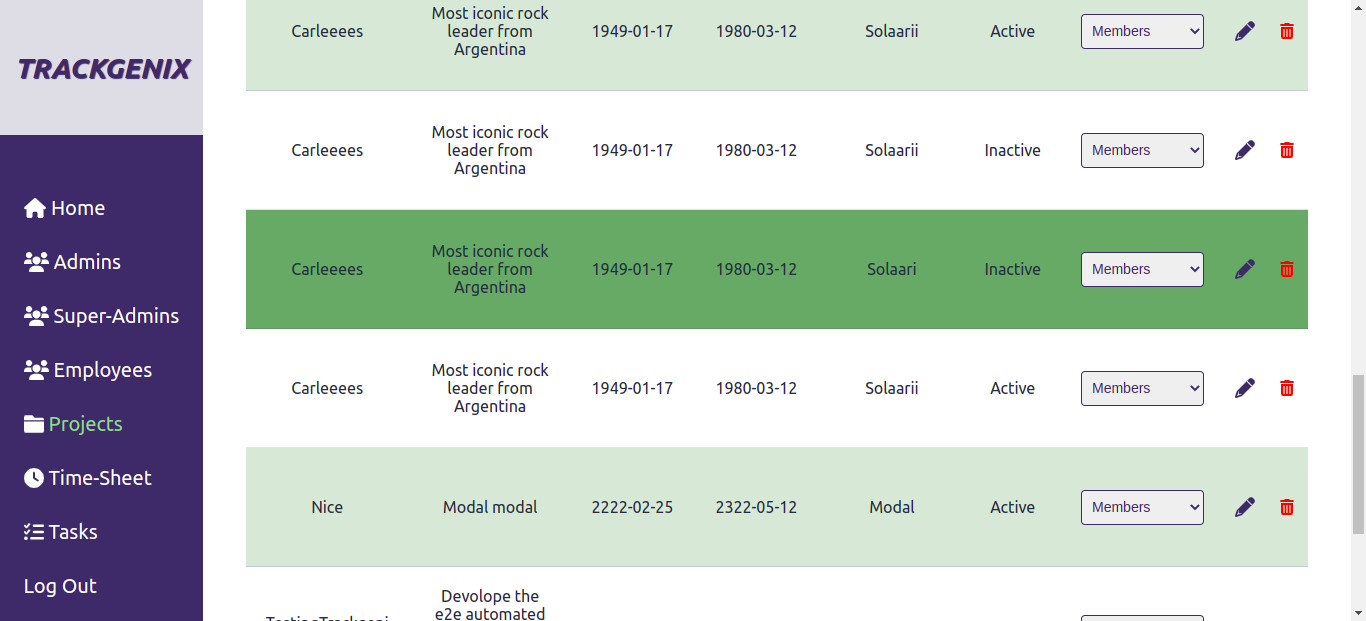 TRACKGENIX
Home
Admins
Super-Admins
Employees
Projects
Time-Sheet
Tasks
Log Out
Carleeees Most iconic rock leader from Argentina 1949-01-17 1980-03-12 Solaarii Active Members
Carleeees Most iconic rock leader from Argentina 1949-01-17 1980-03-12 Solaarii Inactive Members
Carleeees Most iconic rock leader from Argentina 1949-01-17 1980-03-12 Solaari Inactive Members
Carleeees Most iconic rock leader from Argentina 1949-01-17 1980-03-12 Solaarii Active Members
Nice Modal modal 2222-02-25 2322-05-12 Modal Active Members
Devolope the
e2e automated